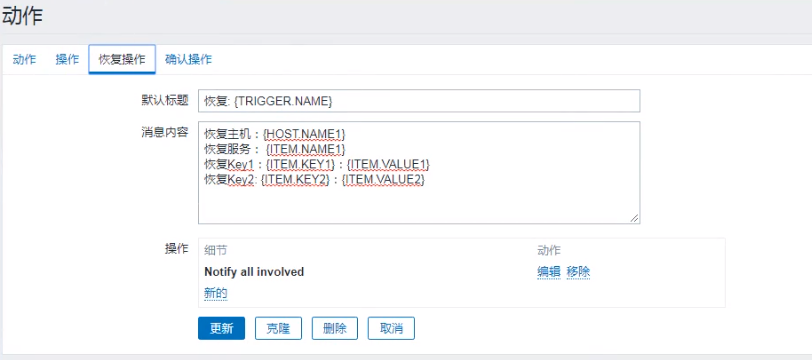 动作
动作 操作 恢复操作 确认操作
默认标题 恢复: {TRIGGER.NAME}
消息内容 恢复主机：{HOST.NAME1}
恢复服务： {ITEM.NAME1}
恢复Key1：{ITEM.KEY1}：{ITEM.VALUE1}
恢复Key2: {ITEM.KEY2}：{ITEM.VALUE2}
操作 细节 动作
Notify all involved 编辑 移除
新的
更新 克隆 删除 取消